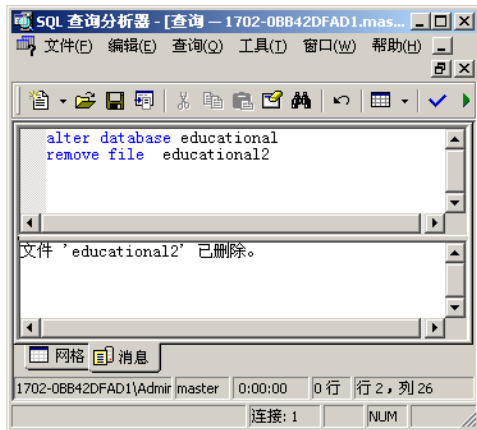 SQL 查询分析器 - [查询 — 1702-0BB42DFAD1.mas...
文件(F) 编辑(E) 查询(Q) 工具(T) 窗口(W) 帮助(H)
alter database educational
remove file educational2
文件 'educational2' 已删除。
网格 消息
1702-0BB42DFAD1\Admir master 0:00:00 0 行 行 2，列 26
连接: 1 NUM